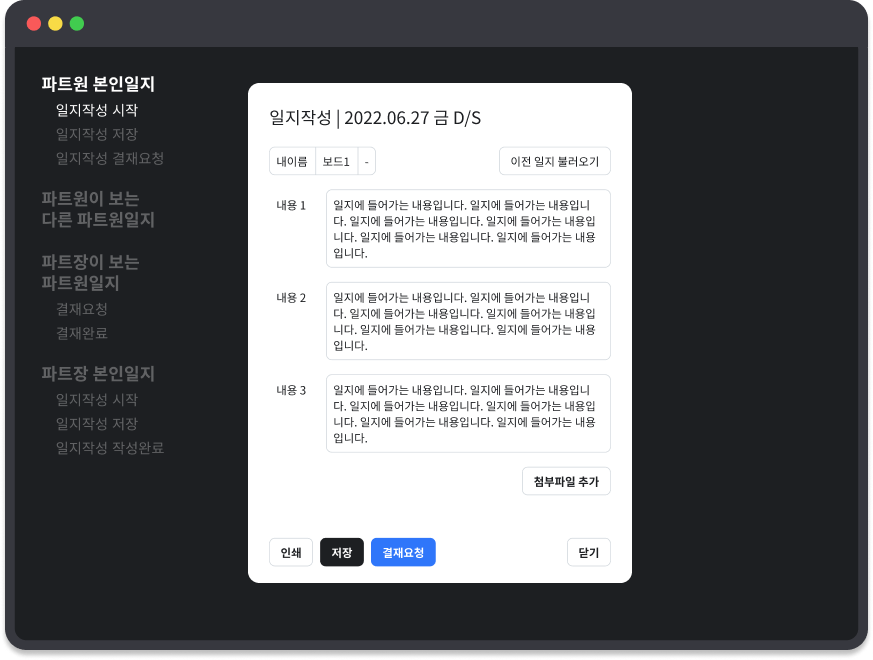 파트원 본인일지
일지작성 시작
일지작성 저장
일지작성 결재요청
파트원이 보는
다른 파트원일지
파트장이 보는
파트원일지
결재요청
결재완료
파트장 본인일지
일지작성 시작
일지작성 저장
일지작성 작성완료
일지작성 | 2022.06.27 금 D/S
내이름 보드1 -
이전 일지 불러오기
내용 1
일지에 들어가는 내용입니다. 일지에 들어가는 내용입니
다. 일지에 들어가는 내용입니다. 일지에 들어가는 내용입
니다. 일지에 들어가는 내용입니다. 일지에 들어가는 내용
입니다.
내용 2
일지에 들어가는 내용입니다. 일지에 들어가는 내용입니
다. 일지에 들어가는 내용입니다. 일지에 들어가는 내용입
니다. 일지에 들어가는 내용입니다. 일지에 들어가는 내용
입니다.
내용 3
일지에 들어가는 내용입니다. 일지에 들어가는 내용입니
다. 일지에 들어가는 내용입니다. 일지에 들어가는 내용입
니다. 일지에 들어가는 내용입니다. 일지에 들어가는 내용
입니다.
첨부파일 추가
인쇄 저장 결재요청 닫기